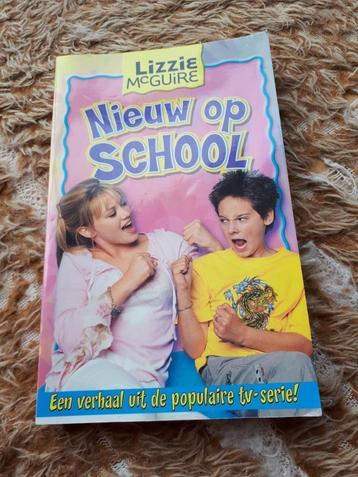 Lizzie
McGuire
Nieuw op
SCHOOL
Een verhaal uit de populaire tv-serie!